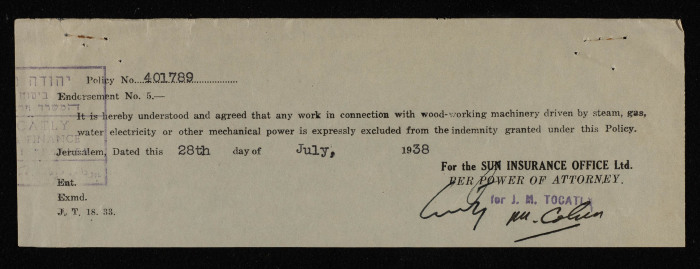 יהודה
Policy No. 401789
Endorsement No. 5.—
It is hereby understood and agreed that any work in connection with wood-working machinery driven by steam, gas,
water electricity or other mechanical power is expressly excluded from the indemnity granted under this Policy.
Jerusalem, Dated this 28th day of July, 1938
For the SUN INSURANCE OFFICE Ltd.
PER POWER OF ATTORNEY.
Ent.
for J. M. TOCATLY
Exmd.
M. Cohen
J. T. 18. 33.